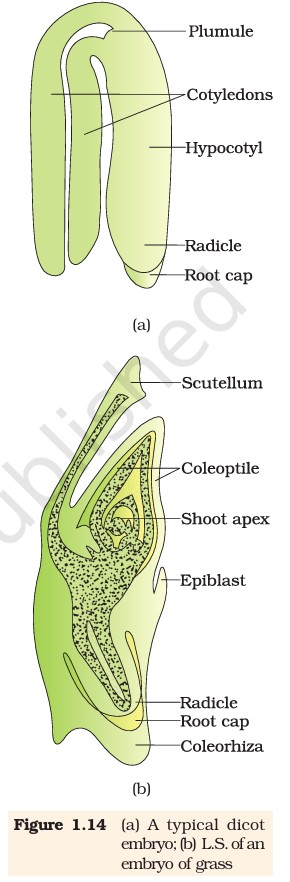 Plumule
Cotyledons
Hypocotyl
Radicle
Root cap
(a)
Scutellum
Coleoptile
Shoot apex
Epiblast
Radicle
Root cap
Coleorhiza
(b)
Figure 1.14 (a) A typical dicot
embryo; (b) L.S. of an
embryo of grass
ublished